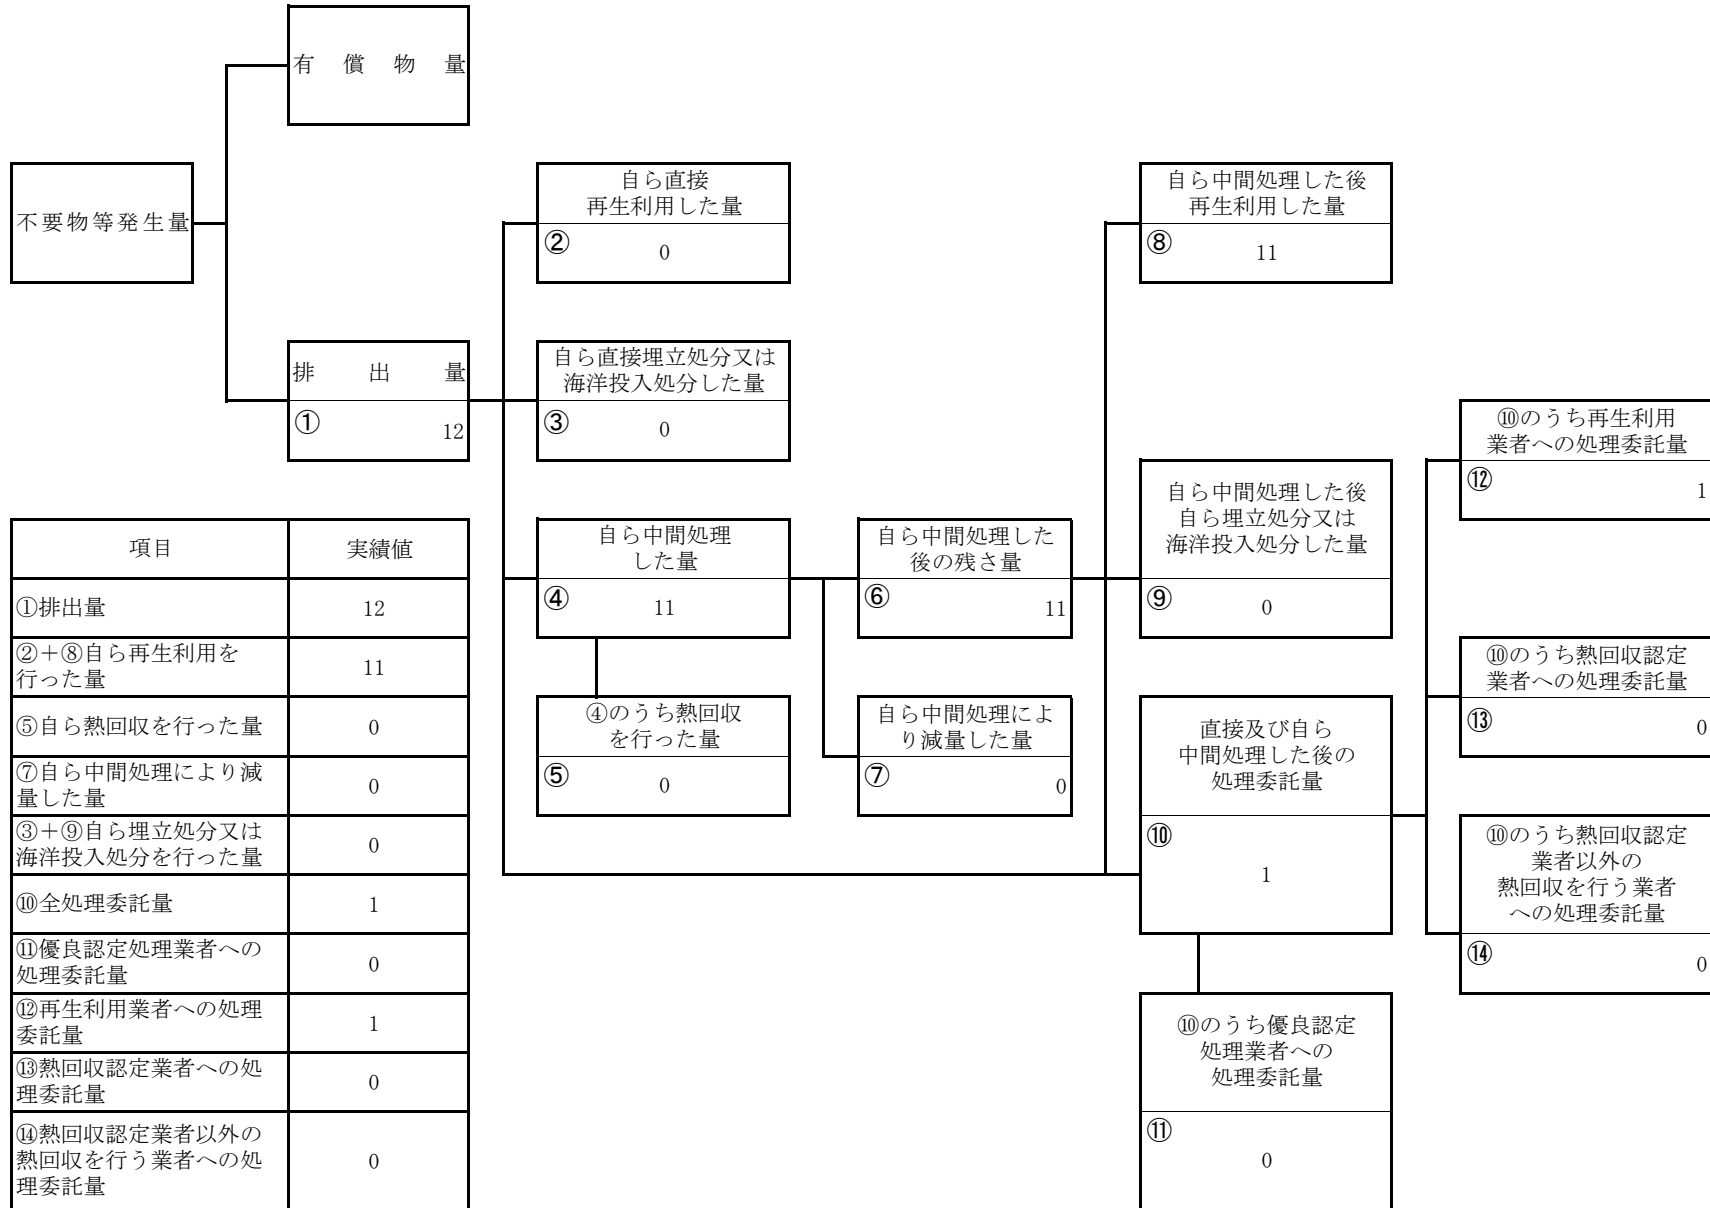 有償物量
不要物等発生量
自ら直接
再生利用した量
② 0
自ら中間処理した後
再生利用した量
⑧ 11
排出量
① 12
自ら直接埋立処分又は
海洋投入処分した量
③ 0
⑩のうち再生利用
業者への処理委託量
⑫ 1
自ら中間処理
した量
④ 11
自ら中間処理した
後の残さ量
⑥ 11
自ら中間処理した後
自ら埋立処分又は
海洋投入処分した量
⑨ 0
④のうち熱回収
を行った量
⑤ 0
自ら中間処理によ
り減量した量
⑦ 0
直接及び自ら
中間処理した後の
処理委託量
⑩
1
⑩のうち熱回収認定
業者への処理委託量
⑬ 0
⑩のうち熱回収認定
業者以外の
熱回収を行う業者
への処理委託量
⑭ 0
⑩のうち優良認定
処理業者への
処理委託量
⑪
0
項目 実績値
①排出量 12
②＋⑧自ら再生利用を
行った量 11
⑤自ら熱回収を行った量 0
⑦自ら中間処理により減
量した量 0
③＋⑨自ら埋立処分又は
海洋投入処分を行った量 0
⑩全処理委託量 1
⑪優良認定処理業者への
処理委託量 0
⑫再生利用業者への処理
委託量 1
⑬熱回収認定業者への処
理委託量 0
⑭熱回収認定業者以外の
熱回収を行う業者への処
理委託量 0